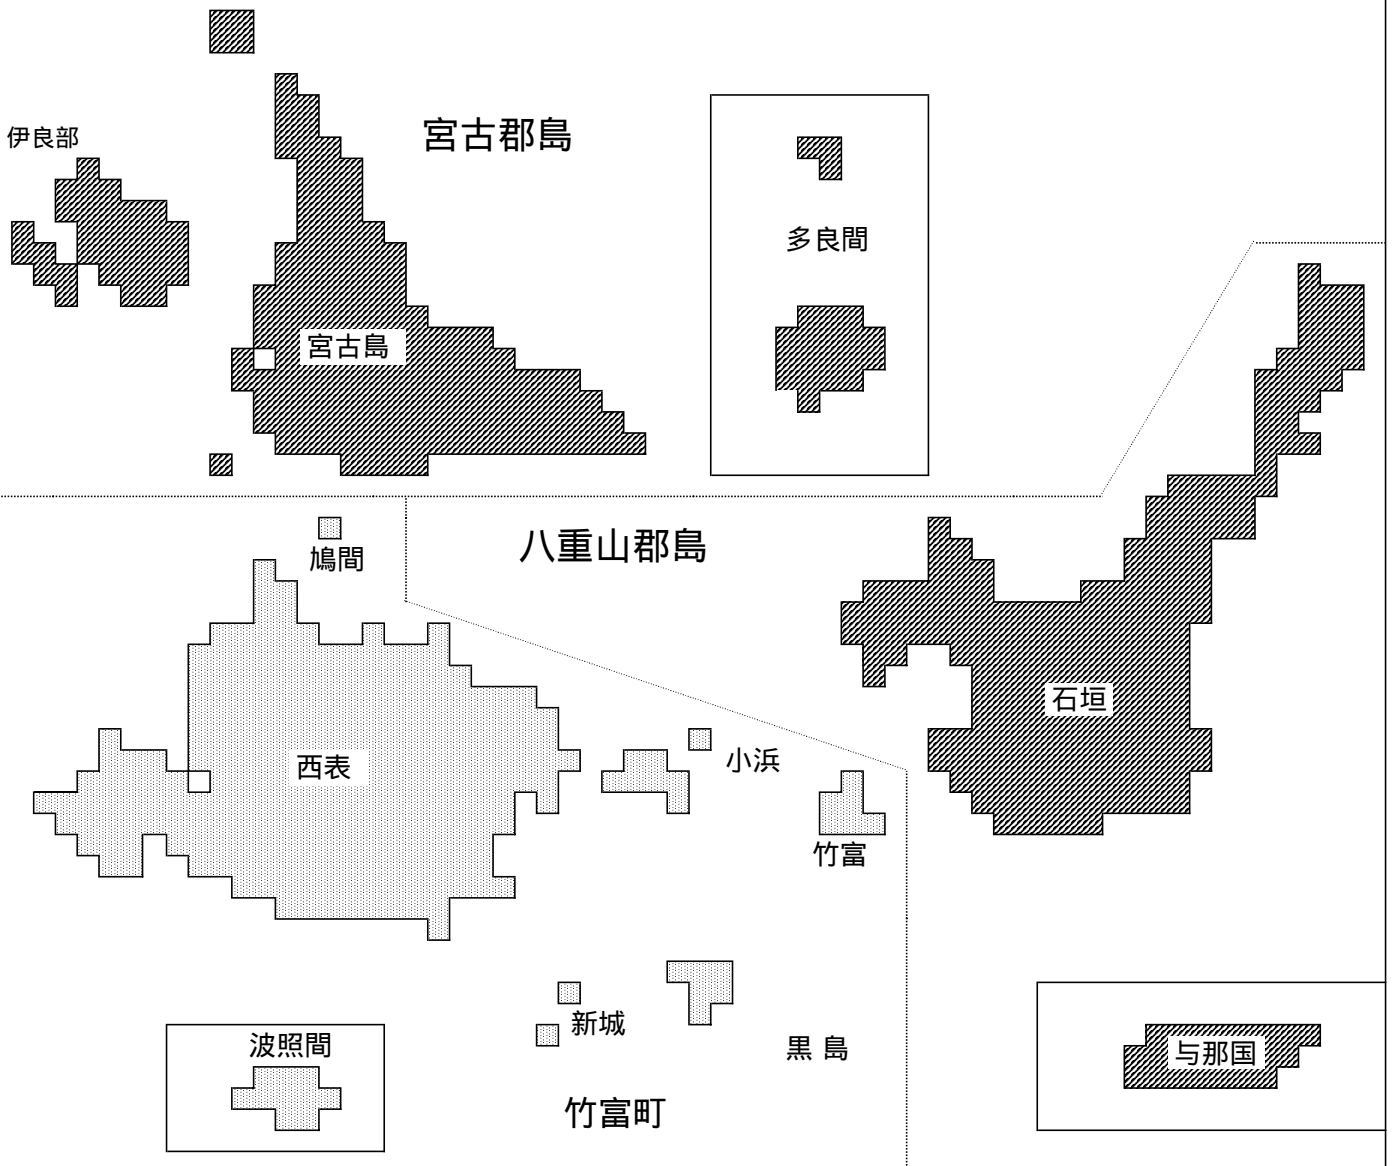 伊良部
宮古郡島
多良間
宮古島
鳩間
八重山郡島
石垣
西表
小浜
竹富
新城
黒 島
波照間
与那国
竹富町